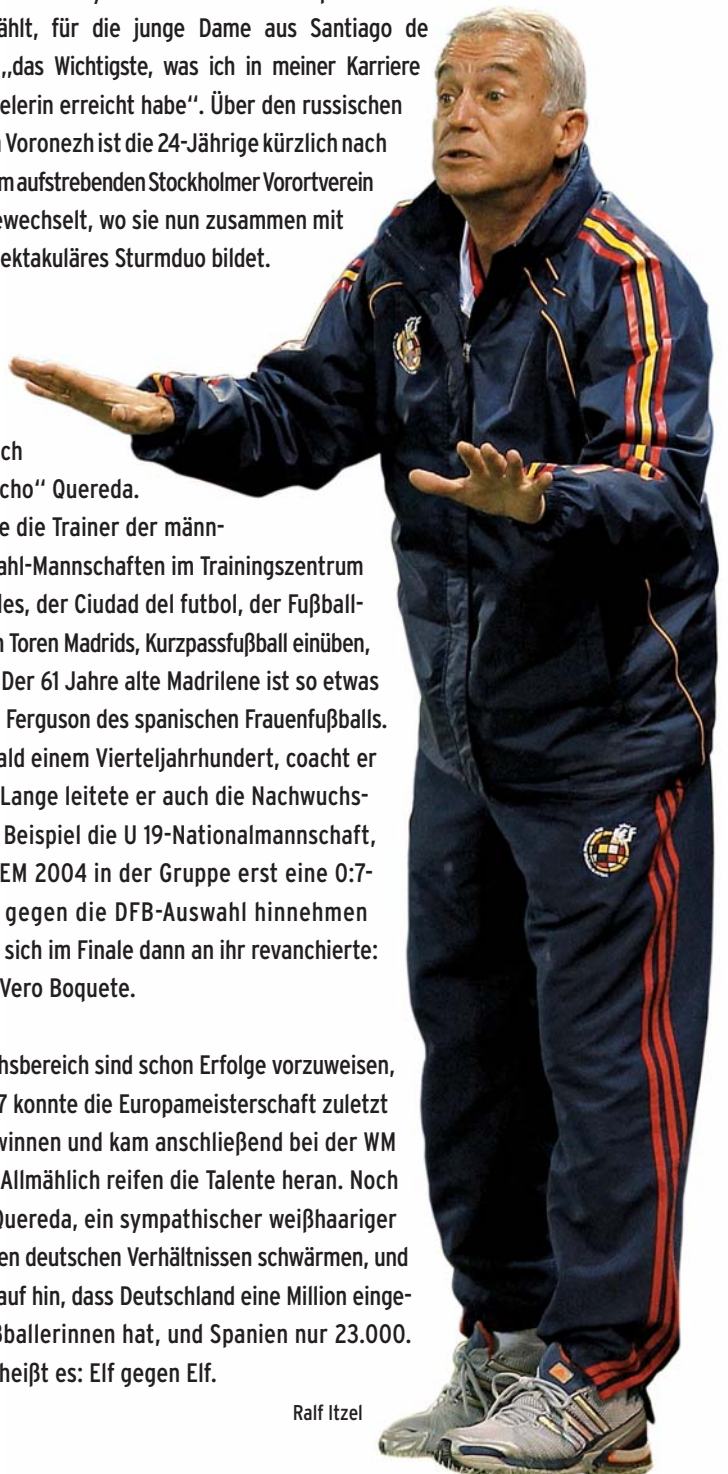 ählt, für die junge Dame aus Santiago de
„das Wichtigste, was ich in meiner Karriere
elerin erreicht habe“. Über den russischen
Voronezh ist die 24-Jährige kürzlich nach
m aufstrebenden Stockholmer Vorortverein
ewechselt, wo sie nun zusammen mit
ektakuläres Sturmduo bildet.
ch
cho“ Quereda.
e die Trainer der männ-
ahl-Mannschaften im Trainingszentrum
des, der Ciudad del futbol, der Fußball-
n Toren Madrids, Kurzpassfußball einüben,
Der 61 Jahre alte Madrilene ist so etwas
Ferguson des spanischen Frauenfußballs.
ald einem Vierteljahrhundert, coacht er
Lange leitete er auch die Nachwuchs-
Beispiel die U 19-Nationalmannschaft,
EM 2004 in der Gruppe erst eine 0:7-
gegen die DFB-Auswahl hinnehmen
sich im Finale dann an ihr revanchierte:
Vero Boquete.
hsbereich sind schon Erfolge vorzuweisen,
7 konnte die Europameisterschaft zuletzt
winnen und kam anschließend bei der WM
Allmählich reifen die Talente heran. Noch
Quereda, ein sympathischer weißhaariger
en deutschen Verhältnissen schwärmen, und
auf hin, dass Deutschland eine Million einge-
ßballerinnen hat, und Spanien nur 23.000.
heißt es: Elf gegen Elf.
Ralf Itzel